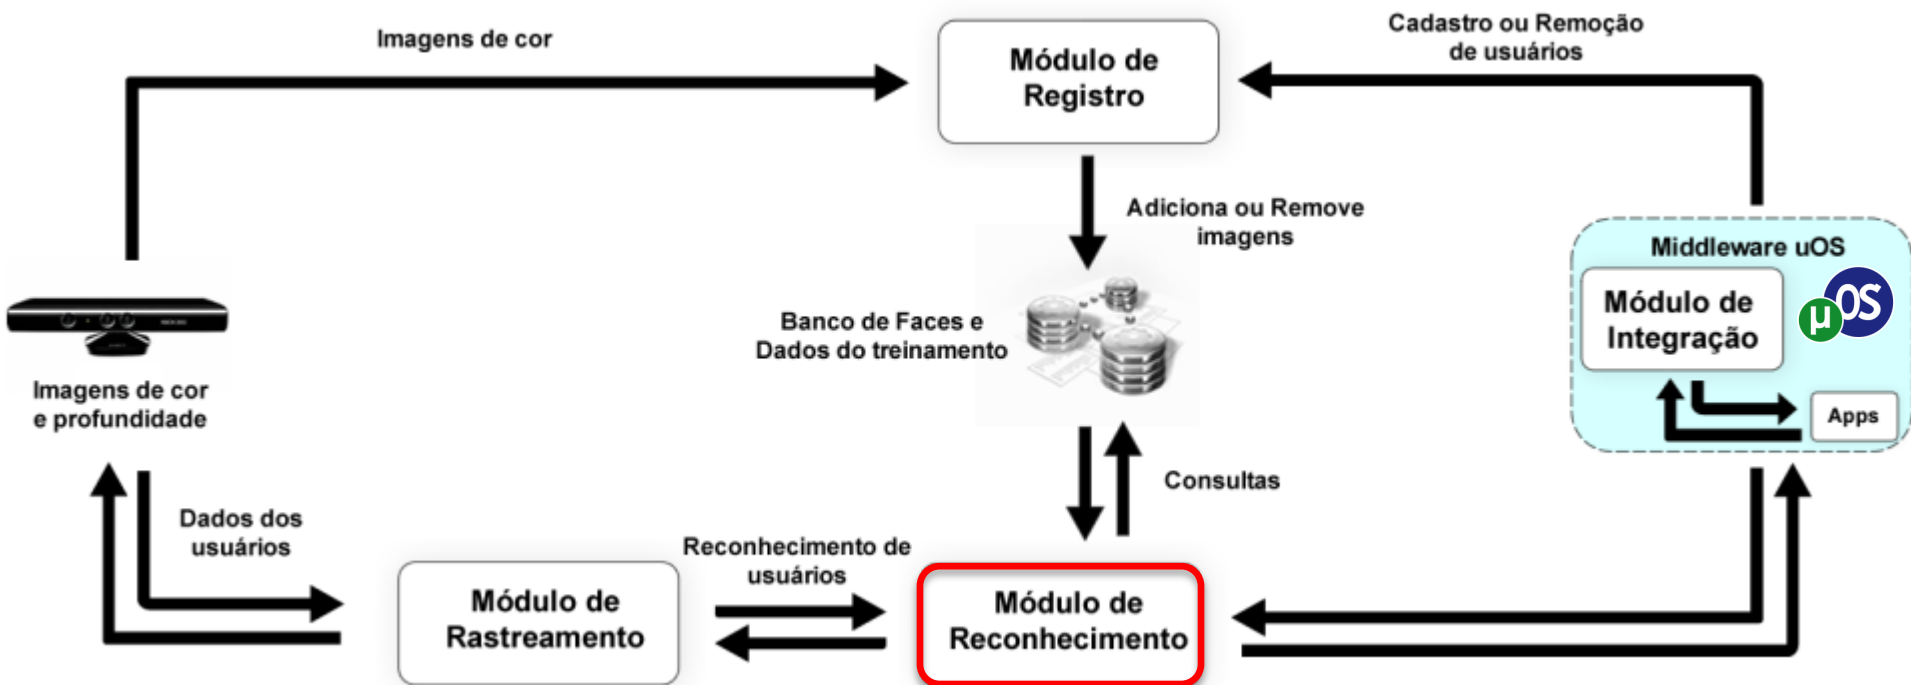 Imagens de cor
Módulo de
Registro
Cadastro ou Remoção
de usuários
Adiciona ou Remove
imagens
Middleware uOS
Módulo de
Integração
µOS
Apps
Banco de Faces e
Dados do treinamento
Imagens de cor
e profundidade
Consultas
Dados dos
usuários
Reconhecimento de
usuários
Módulo de
Rastreamento
Módulo de
Reconhecimento